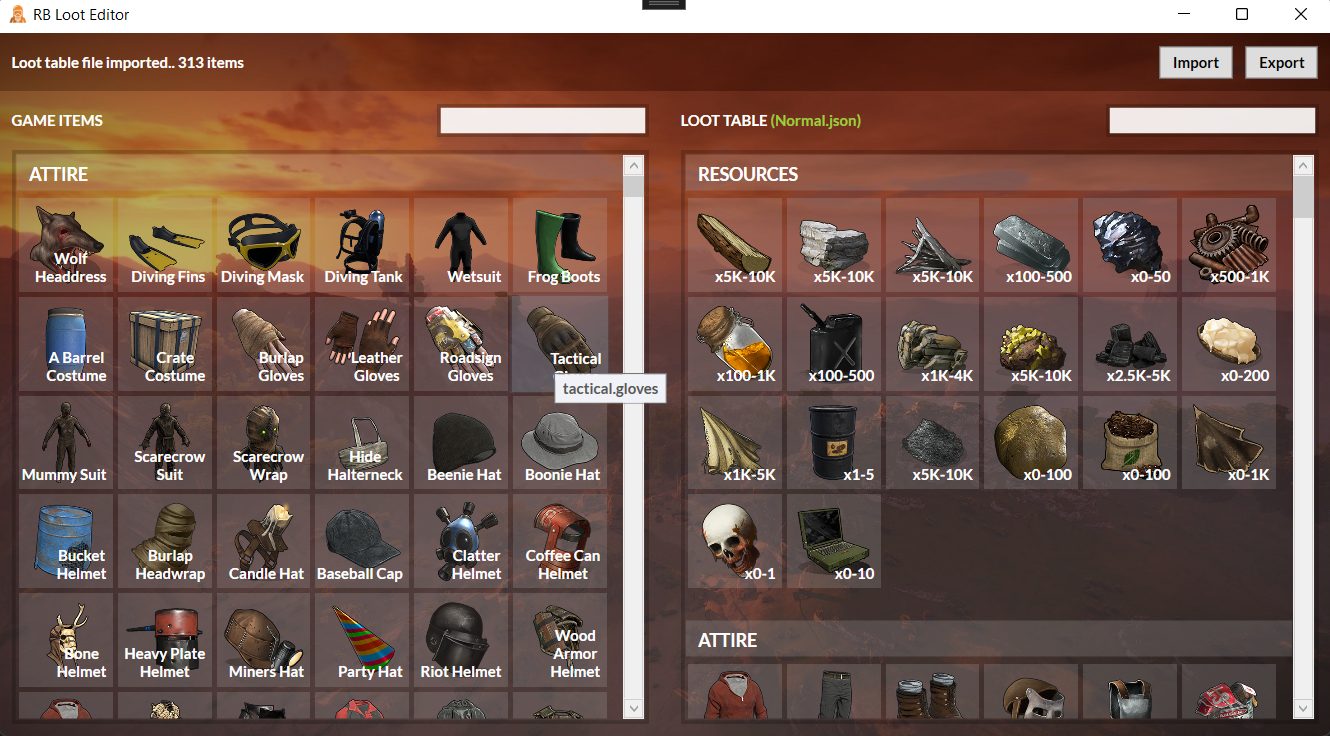 RB Loot Editor
Loot table file imported.. 313 items
Import
Export
GAME ITEMS
LOOT TABLE (Normal.json)
ATTIRE
Wolf
Headdress
Diving Fins
Diving Mask
Diving Tank
Wetsuit
Frog Boots
A Barrel
Costume
Crate
Costume
Burlap
Gloves
Leather
Gloves
Roadsign
Gloves
Tactical
tactical.gloves
Mummy Suit
Scarecrow
Suit
Scarecrow
Wrap
Hide
Halterneck
Beenie Hat
Boonie Hat
Bucket
Helmet
Burlap
Headwrap
Candle Hat
Baseball Cap
Clatter
Helmet
Coffee Can
Helmet
Bone
Helmet
Heavy Plate
Helmet
Miners Hat
Party Hat
Riot Helmet
Wood
Armor
Helmet
RESOURCES
x5K-10K
x5K-10K
x5K-10K
x100-500
x0-50
x500-1K
x100-1K
x100-500
x1K-4K
x5K-10K
x2.5K-5K
x0-200
x1K-5K
x1-5
x5K-10K
x0-100
x0-100
x0-1K
x0-1
x0-10
ATTIRE